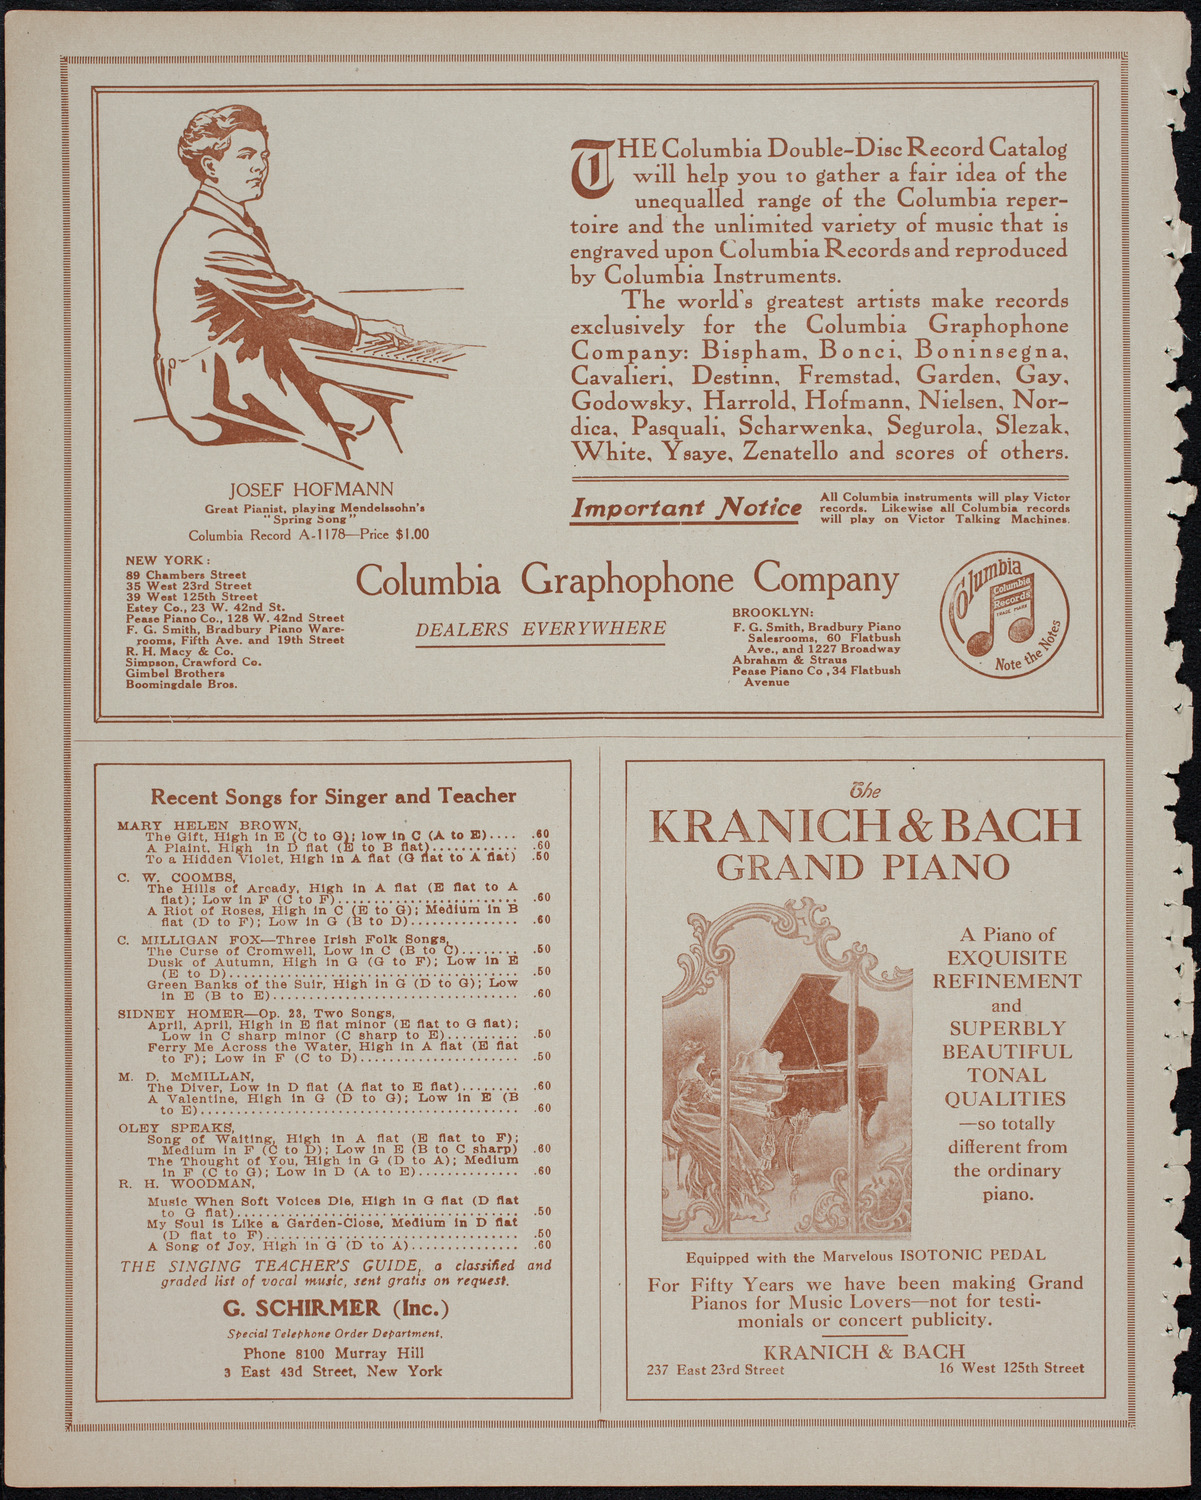 THE Columbia Double-Disc Record Catalog
will help you to gather a fair idea of the
unequalled range of the Columbia reper-
toire and the unlimited variety of music that is
engraved upon Columbia Records and reproduced
by Columbia Instruments.
The world's greatest artists make records
exclusively for the Columbia Graphophone
Company: Bispham, Bonci, Boninsegna,
Cavalieri, Destinn, Fremstad, Garden, Gay,
Godowsky, Harrold, Hofmann, Nielsen, Nor-
dica, Pasquali, Scharwenka, Segurola, Slezak,
White, Ysaye, Zenatello and scores of others.
JOSEF HOFMANN
Great Pianist, playing Mendelssohn's
"Spring Song"
Columbia Record A-1178—Price $1.00
Important Notice
All Columbia instruments will play Victor
records. Likewise all Columbia records
will play on Victor Talking Machines.
NEW YORK:
89 Chambers Street
35 West 23rd Street
39 West 125th Street
Estey Co., 23 W. 42nd St.
Pease Piano Co., 128 W. 42nd Street
F. G. Smith, Bradbury Piano Ware-
rooms, Fifth Ave. and 19th Street
R. H. Macy & Co.
Simpson, Crawford Co.
Gimbel Brothers
Boomingdale Bros.
Columbia Graphophone Company
DEALERS EVERYWHERE
BROOKLYN:
F. G. Smith, Bradbury Piano
Salesrooms, 60 Flatbush
Ave., and 1227 Broadway
Abraham & Straus
Pease Piano Co., 34 Flatbush
Avenue
Columbia
Columbia
Records
TRADE MARK
Note the Notes
Recent Songs for Singer and Teacher
MARY HELEN BROWN,
The Gift, High in E (C to G); low in C (A to E).... .60
A Plaint, High in D flat (E to B flat)............ .60
To a Hidden Violet, High in A flat (G flat to A flat) .50
C. W. COOMBS,
The Hills of Arcady, High in A flat (E flat to A
flat); Low in F (C to F)........................ .60
A Riot of Roses, High in C (E to G); Medium in B
flat (D to F); Low in G (B to D)............... .60
C. MILLIGAN FOX—Three Irish Folk Songs,
The Curse of Cromwell, Low in C (B to C)........ .50
Dusk of Autumn, High in G (G to F); Low in E
(E to D)....................................... .50
Green Banks of the Suir, High in G (D to G); Low
in E (B to E).................................. .60
SIDNEY HOMER—Op. 23, Two Songs,
April, April, High in E flat minor (E flat to G flat);
Low in C sharp minor (C sharp to E).......... .50
Ferry Me Across the Water, High in A flat (E flat
to F); Low in F (C to D)...................... .50
M. D. McMILLAN,
The Diver, Low in D flat (A flat to E flat)........ .60
A Valentine, High in G (D to G); Low in E (B
to E)........................................... .60
OLEY SPEAKS,
Song of Waiting, High in A flat (E flat to F);
Medium in F (C to D); Low in E (B to C sharp) .60
The Thought of You, High in G (D to A); Medium
in F (C to G); Low in D (A to E).............. .60
R. H. WOODMAN,
Music When Soft Voices Die, High in G flat (D flat
to G flat)...................................... .50
My Soul is Like a Garden-Close, Medium in D flat
(D flat to F)................................... .50
A Song of Joy, High in G (D to A)............... .60
THE SINGING TEACHER'S GUIDE, a classified and
graded list of vocal music, sent gratis on request.
G. SCHIRMER (Inc.)
Special Telephone Order Department.
Phone 8100 Murray Hill
3 East 43d Street, New York
The
KRANICH & BACH
GRAND PIANO
A Piano of
EXQUISITE
REFINEMENT
and
SUPERBLY
BEAUTIFUL
TONAL
QUALITIES
—so totally
different from
the ordinary
piano.
Equipped with the Marvelous ISOTONIC PEDAL
For Fifty Years we have been making Grand
Pianos for Music Lovers—not for testi-
monials or concert publicity.
KRANICH & BACH
237 East 23rd Street 16 West 125th Street